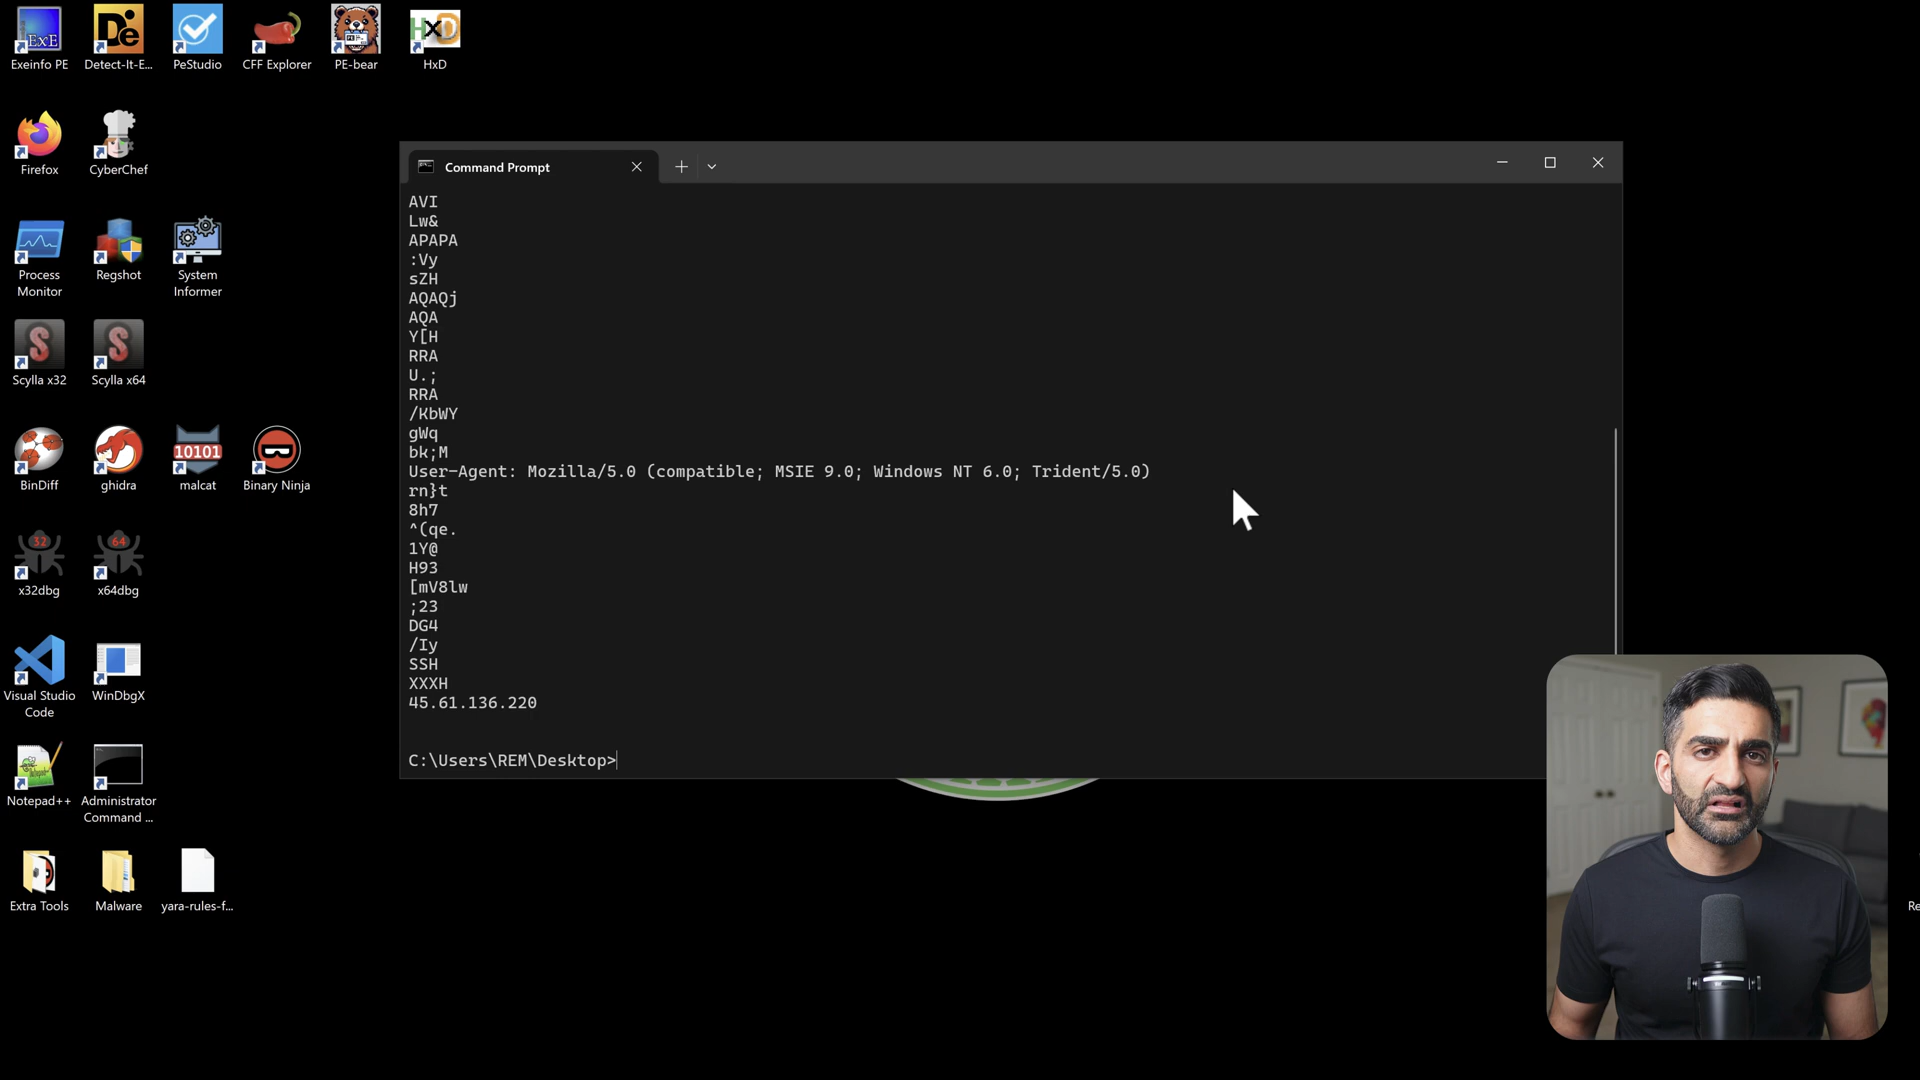 Exeinfo PE
Detect-It-E...
PeStudio
CFF Explorer
PE-bear
HxD
Firefox
CyberChef
Process
Monitor
Regshot
System
Informer
Scylla x32
Scylla x64
BinDiff
ghidra
10101
malcat
Binary Ninja
32
x32dbg
64
x64dbg
Visual Studio
Code
WinDbgX
Notepad++
Administrator
Command ...
Extra Tools
Malware
yara-rules-f...
Command Prompt
AVI
Lw&
APAPA
:Vy
sZH
AQAQj
AQA
Y[H
RRA
U.;
RRA
/KbWY
gWq
bk;M
User-Agent: Mozilla/5.0 (compatible; MSIE 9.0; Windows NT 6.0; Trident/5.0)
rn}t
8h7
^(qe.
1Y@
H93
[mV8lw
;23
DG4
/Iy
SSH
XXXH
45.61.136.220
C:\Users\REM\Desktop>
Re